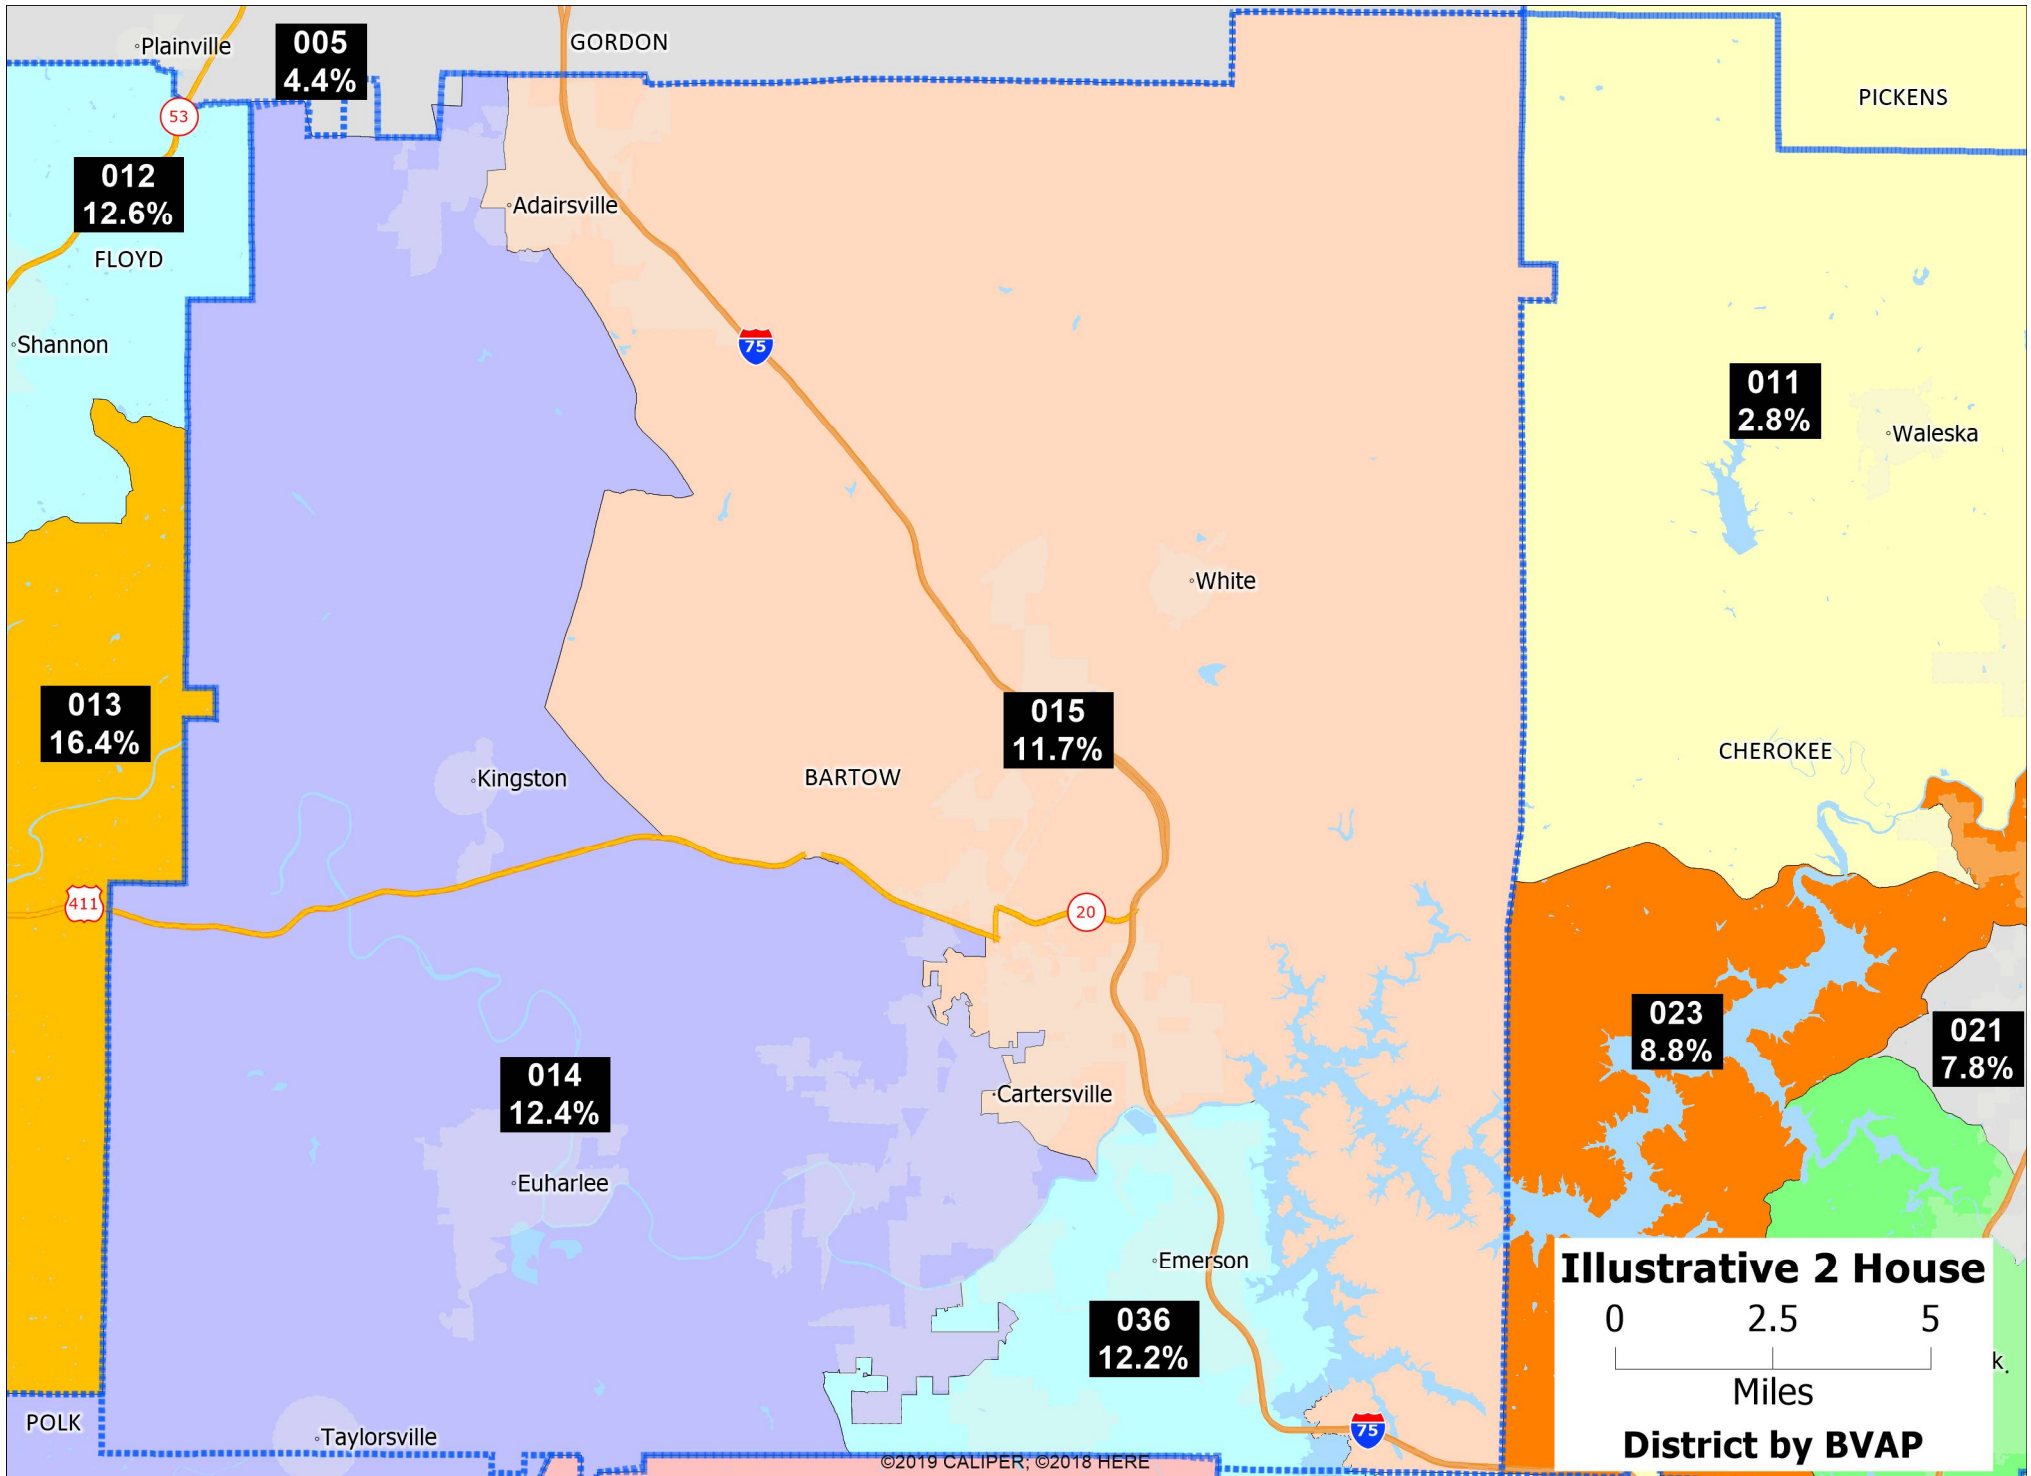 Plainville
005
4.4%
GORDON
53
PICKENS
012
12.6%
FLOYD
Adairsville
Shannon
75
011
2.8%
Waleska
White
013
16.4%
015
11.7%
CHEROKEE
Kingston
BARTOW
411
20
023
8.8%
021
7.8%
014
12.4%
Cartersville
Euharlee
Emerson
036
12.2%
Illustrative 2 House
0 2.5 5
Miles
District by BVAP
k.
POLK
Taylorsville
75
©2019 CALIPER; ©2018 HERE